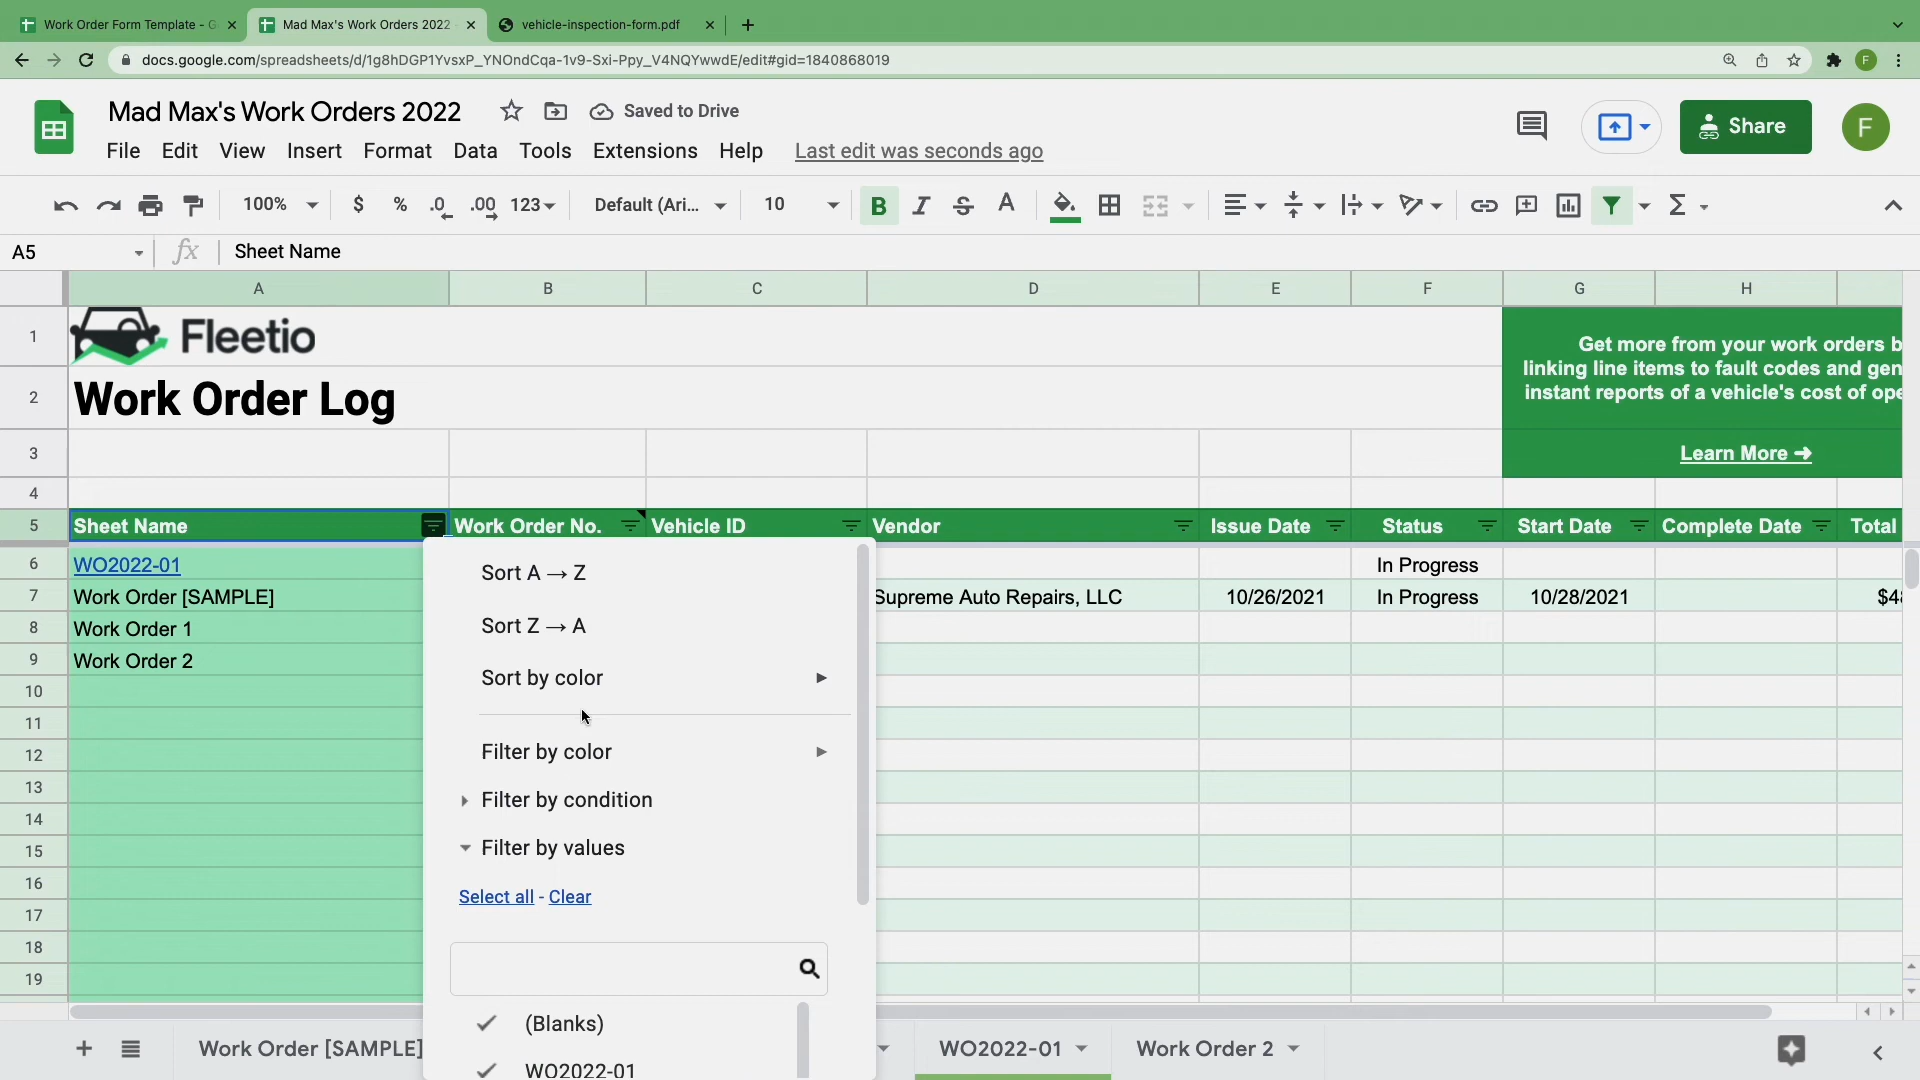 Work Order Form Template - G
Mad Max's Work Orders 2022
vehicle-inspection-form.pdf
docs.google.com/spreadsheets/d/1g8hDGP1YvsxP_YNOndCqa-1v9-Sxi-Ppy_V4NQYwwdE/edit#gid=1840868019
F
Mad Max's Work Orders 2022
Saved to Drive
Share
F
File Edit View Insert Format Data Tools Extensions Help Last edit was seconds ago
100% $ % .0 .00 123 Default (Ari... 10 B I S A Σ
A5 fx Sheet Name
A B C D E F G H
1 Fleetio
2 Work Order Log
3
4
Get more from your work orders b
linking line items to fault codes and gen
instant reports of a vehicle's cost of ope
Learn More ➜
5 Sheet Name Work Order No. Vehicle ID Vendor Issue Date Status Start Date Complete Date Total
6 WO2022-01 In Progress
7 Work Order [SAMPLE] Supreme Auto Repairs, LLC 10/26/2021 In Progress 10/28/2021 $48
8 Work Order 1
9 Work Order 2
10
11
12
13
14
15
16
17
18
19
Sort A → Z
Sort Z → A
Sort by color
Filter by color
Filter by condition
Filter by values
Select all - Clear
(Blanks)
WO2022-01
Work Order [SAMPLE] WO2022-01 Work Order 2